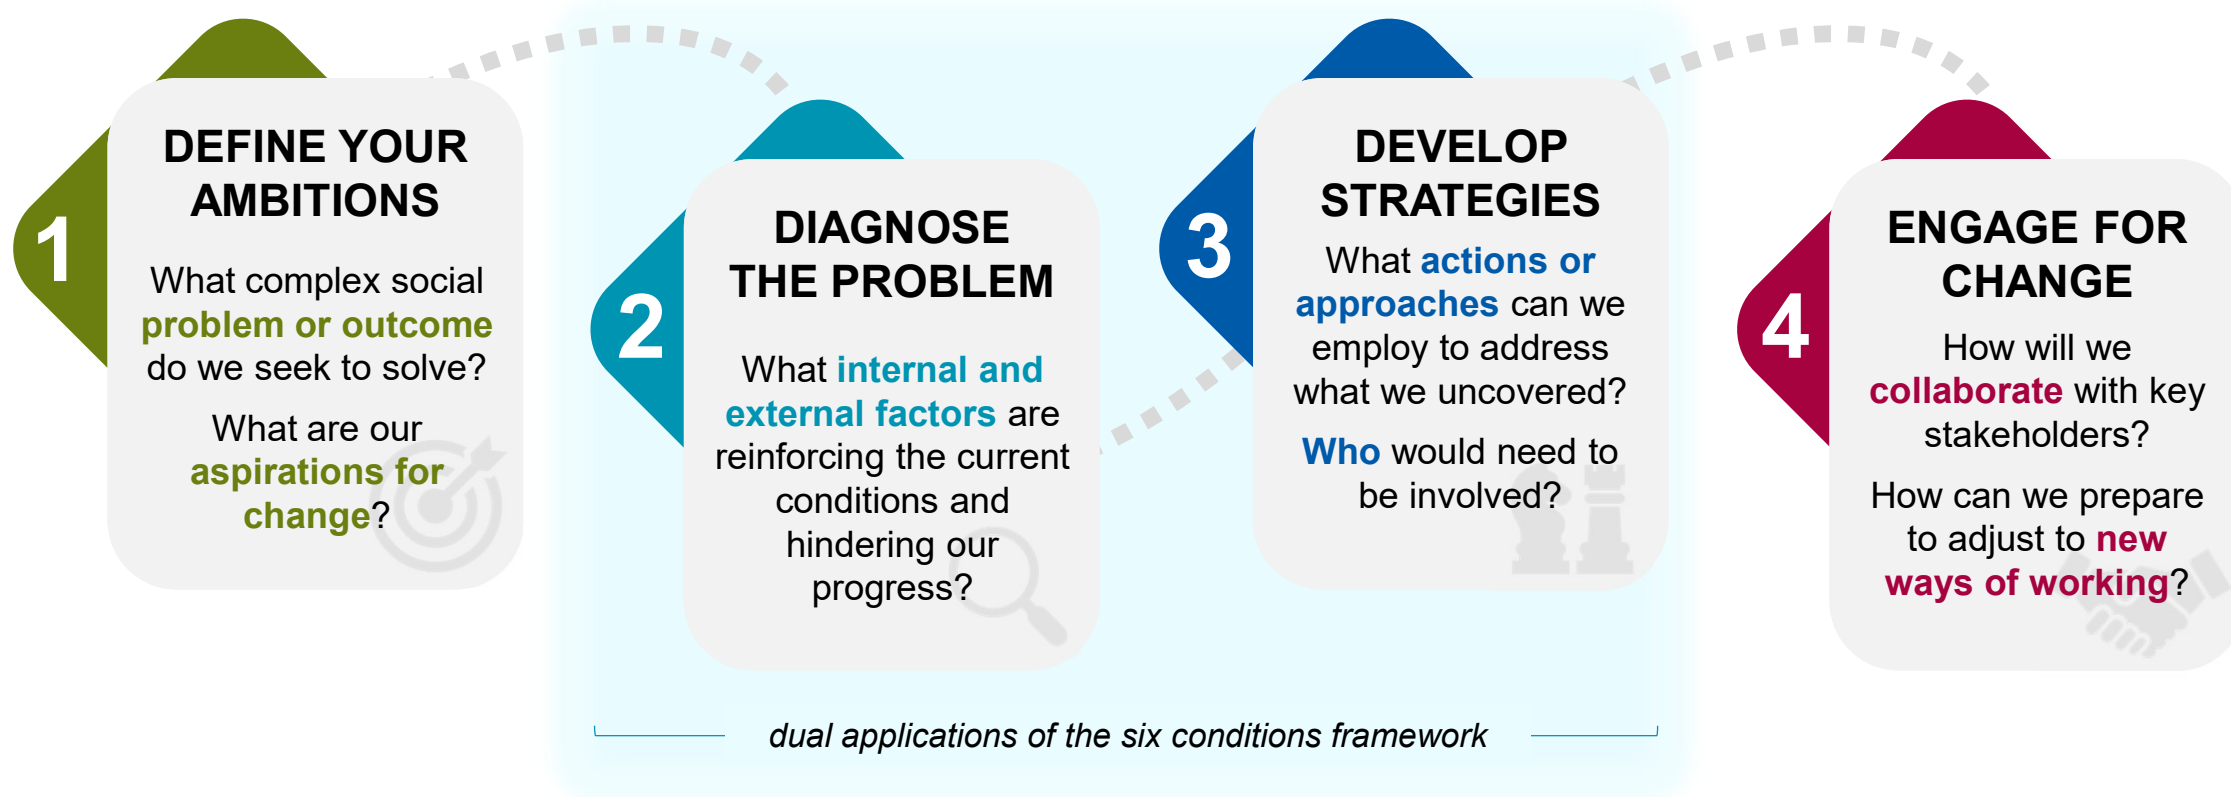 1
DEFINE YOUR
AMBITIONS
What complex social
problem or outcome
do we seek to solve?
What are our
aspirations for
change?
2
DIAGNOSE
THE PROBLEM
What internal and
external factors are
reinforcing the current
conditions and
hindering our
progress?
3
DEVELOP
STRATEGIES
What actions or
approaches can we
employ to address
what we uncovered?
Who would need to
be involved?
4
ENGAGE FOR
CHANGE
How will we
collaborate with key
stakeholders?
How can we prepare
to adjust to new
ways of working?
dual applications of the six conditions framework